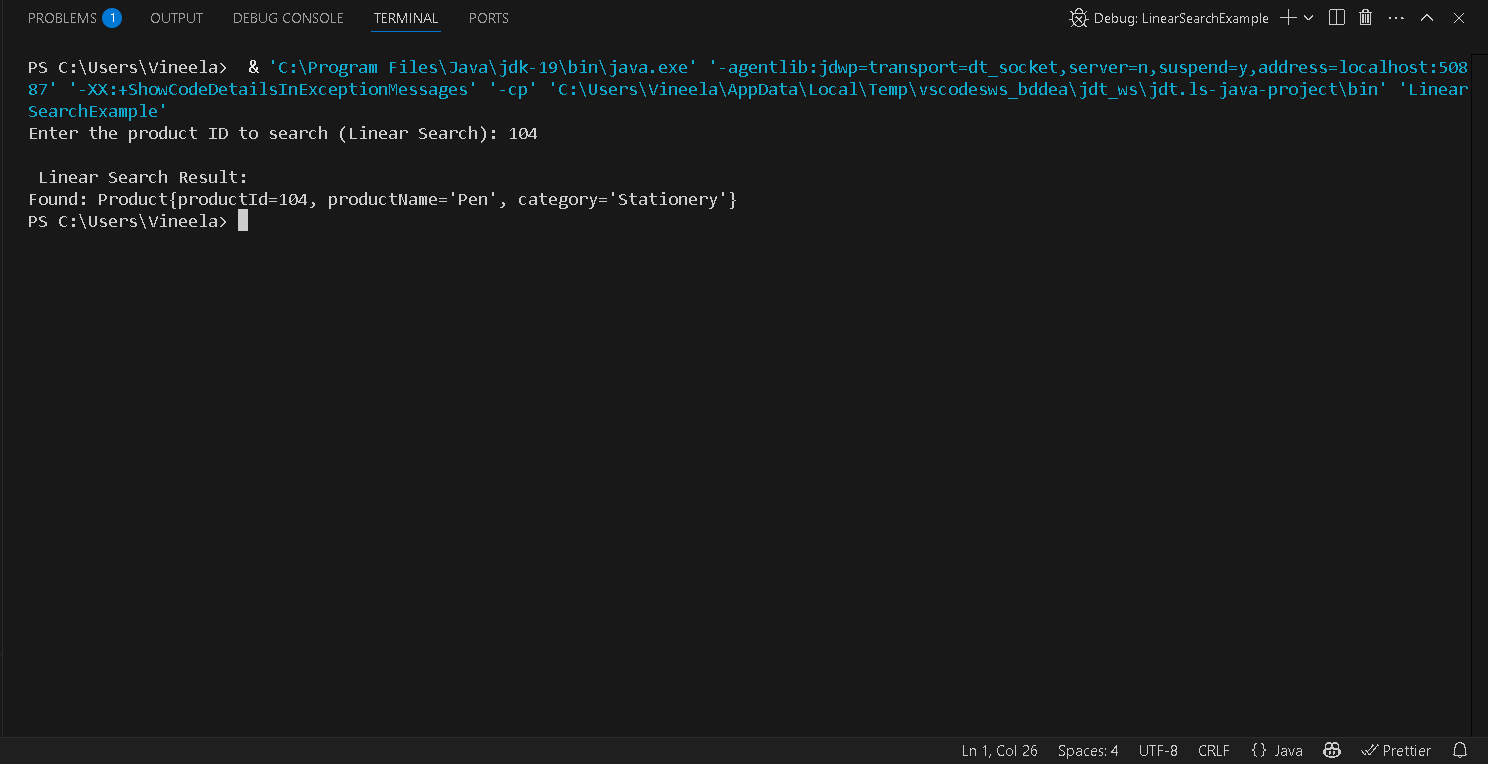 PROBLEMS 1 OUTPUT DEBUG CONSOLE TERMINAL PORTS Debug: LinearSearchExample
PS C:\Users\Vineela>  & 'C:\Program Files\Java\jdk-19\bin\java.exe' '-agentlib:jdwp=transport=dt_socket,server=n,suspend=y,address=localhost:508
87' '-XX:+ShowCodeDetailsInExceptionMessages' '-cp' 'C:\Users\Vineela\AppData\Local\Temp\vscodesws_bddea\jdt_ws\jdt.ls-java-project\bin' 'Linear
SearchExample'
Enter the product ID to search (Linear Search): 104
Linear Search Result:
Found: Product{productId=104, productName='Pen', category='Stationery'}
PS C:\Users\Vineela>
Ln 1, Col 26 Spaces: 4 UTF-8 CRLF {} Java Prettier